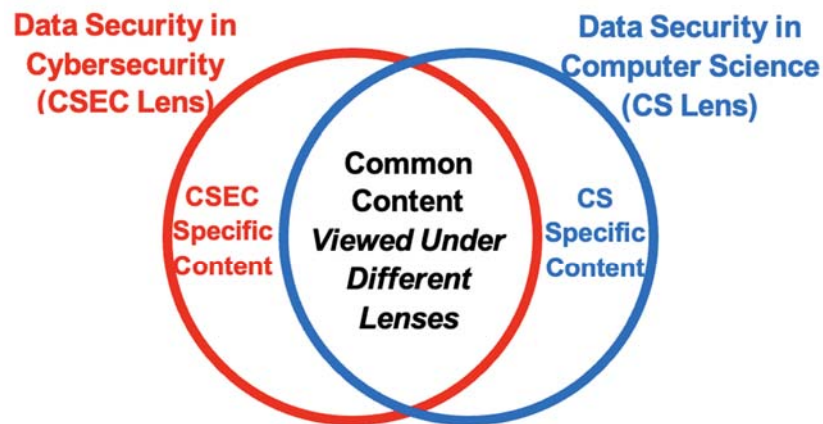 Data Security in
Cybersecurity
(CSEC Lens)
Data Security in
Computer Science
(CS Lens)
CSEC
Specific
Content
Common
Content
Viewed Under
Different
Lenses
CS
Specific
Content